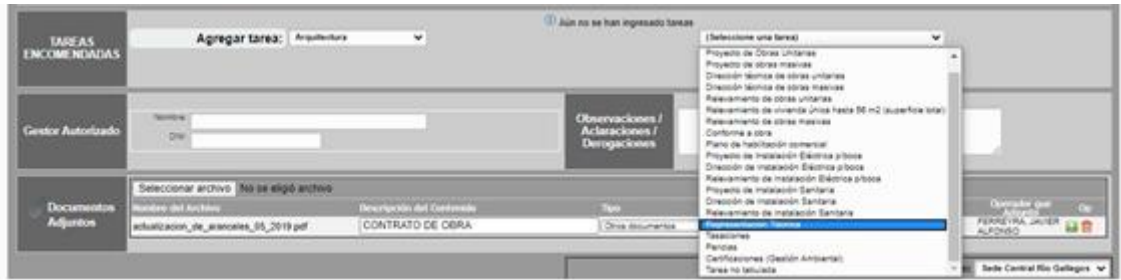 Aún no se han ingresado tareas
TAREAS ENCOMENDADAS
Agregar tarea: Arquitectura
(Seleccione una tarea)
Proyecto de Obras Unitarias
Proyecto de obras masivas
Dirección técnica de obras unitarias
Dirección técnica de obras masivas
Relevamiento de obras unitarias
Relevamiento de vivienda única hasta 56 m2 (superficie total)
Relevamiento de obras masivas
Conforme a obra
Plano de habilitación comercial
Proyecto de Instalación Eléctrica p/boca
Dirección de Instalación Eléctrica p/boca
Relevamiento de Instalación Eléctrica p/boca
Proyecto de Instalación Sanitaria
Dirección de Instalación Sanitaria
Relevamiento de Instalación Sanitaria
Representación Técnica
Tasaciones
Pericias
Certificaciones (Gestión Ambiental)
Tarea no tabulada
Gestor Autorizado
Nombre
DNI
Observaciones /
Aclaraciones /
Derogaciones
Documentos
Adjuntos
Seleccionar archivo No se eligió archivo
Nombre del Archivo Descripción del Contenido Tipo Operador que Adjuntó Op
actualizacion_de_aranceles_05_2019.pdf CONTRATO DE OBRA Otros documentos FERREYRA, JAVIER ALFONSO
Sede Central Río Gallegos